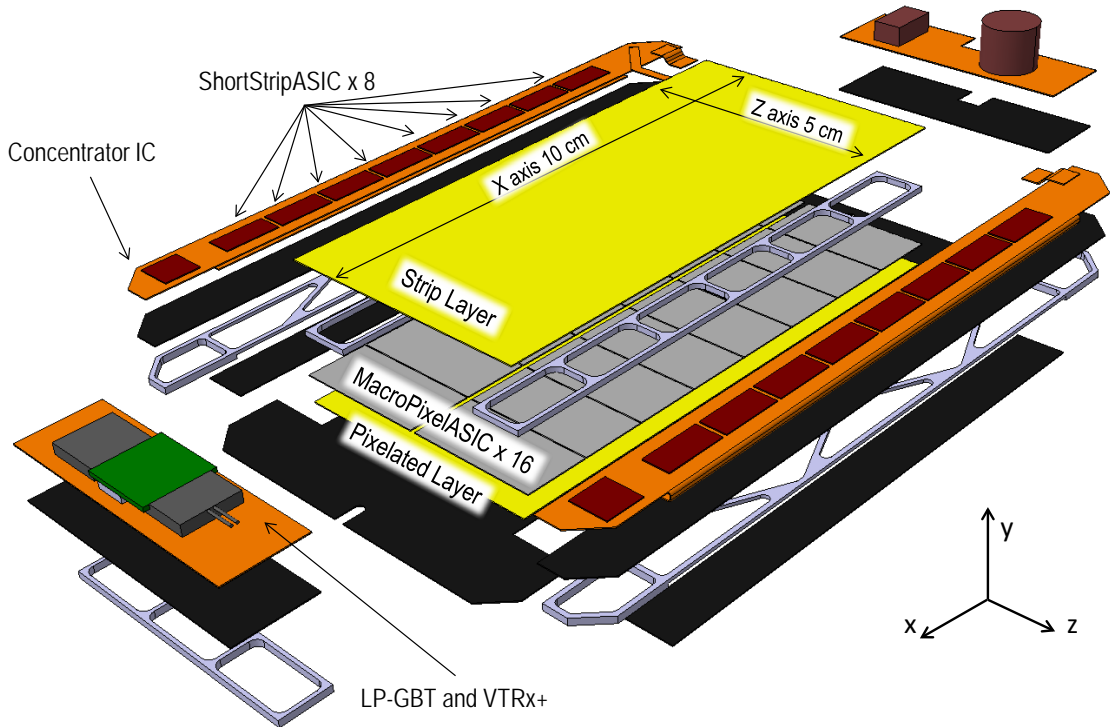 ShortStripASIC x 8
Concentrator IC
Z axis 5 cm
X axis 10 cm
Strip Layer
MacroPixelASIC x 16
Pixelated Layer
y
x
z
LP-GBT and VTRx+